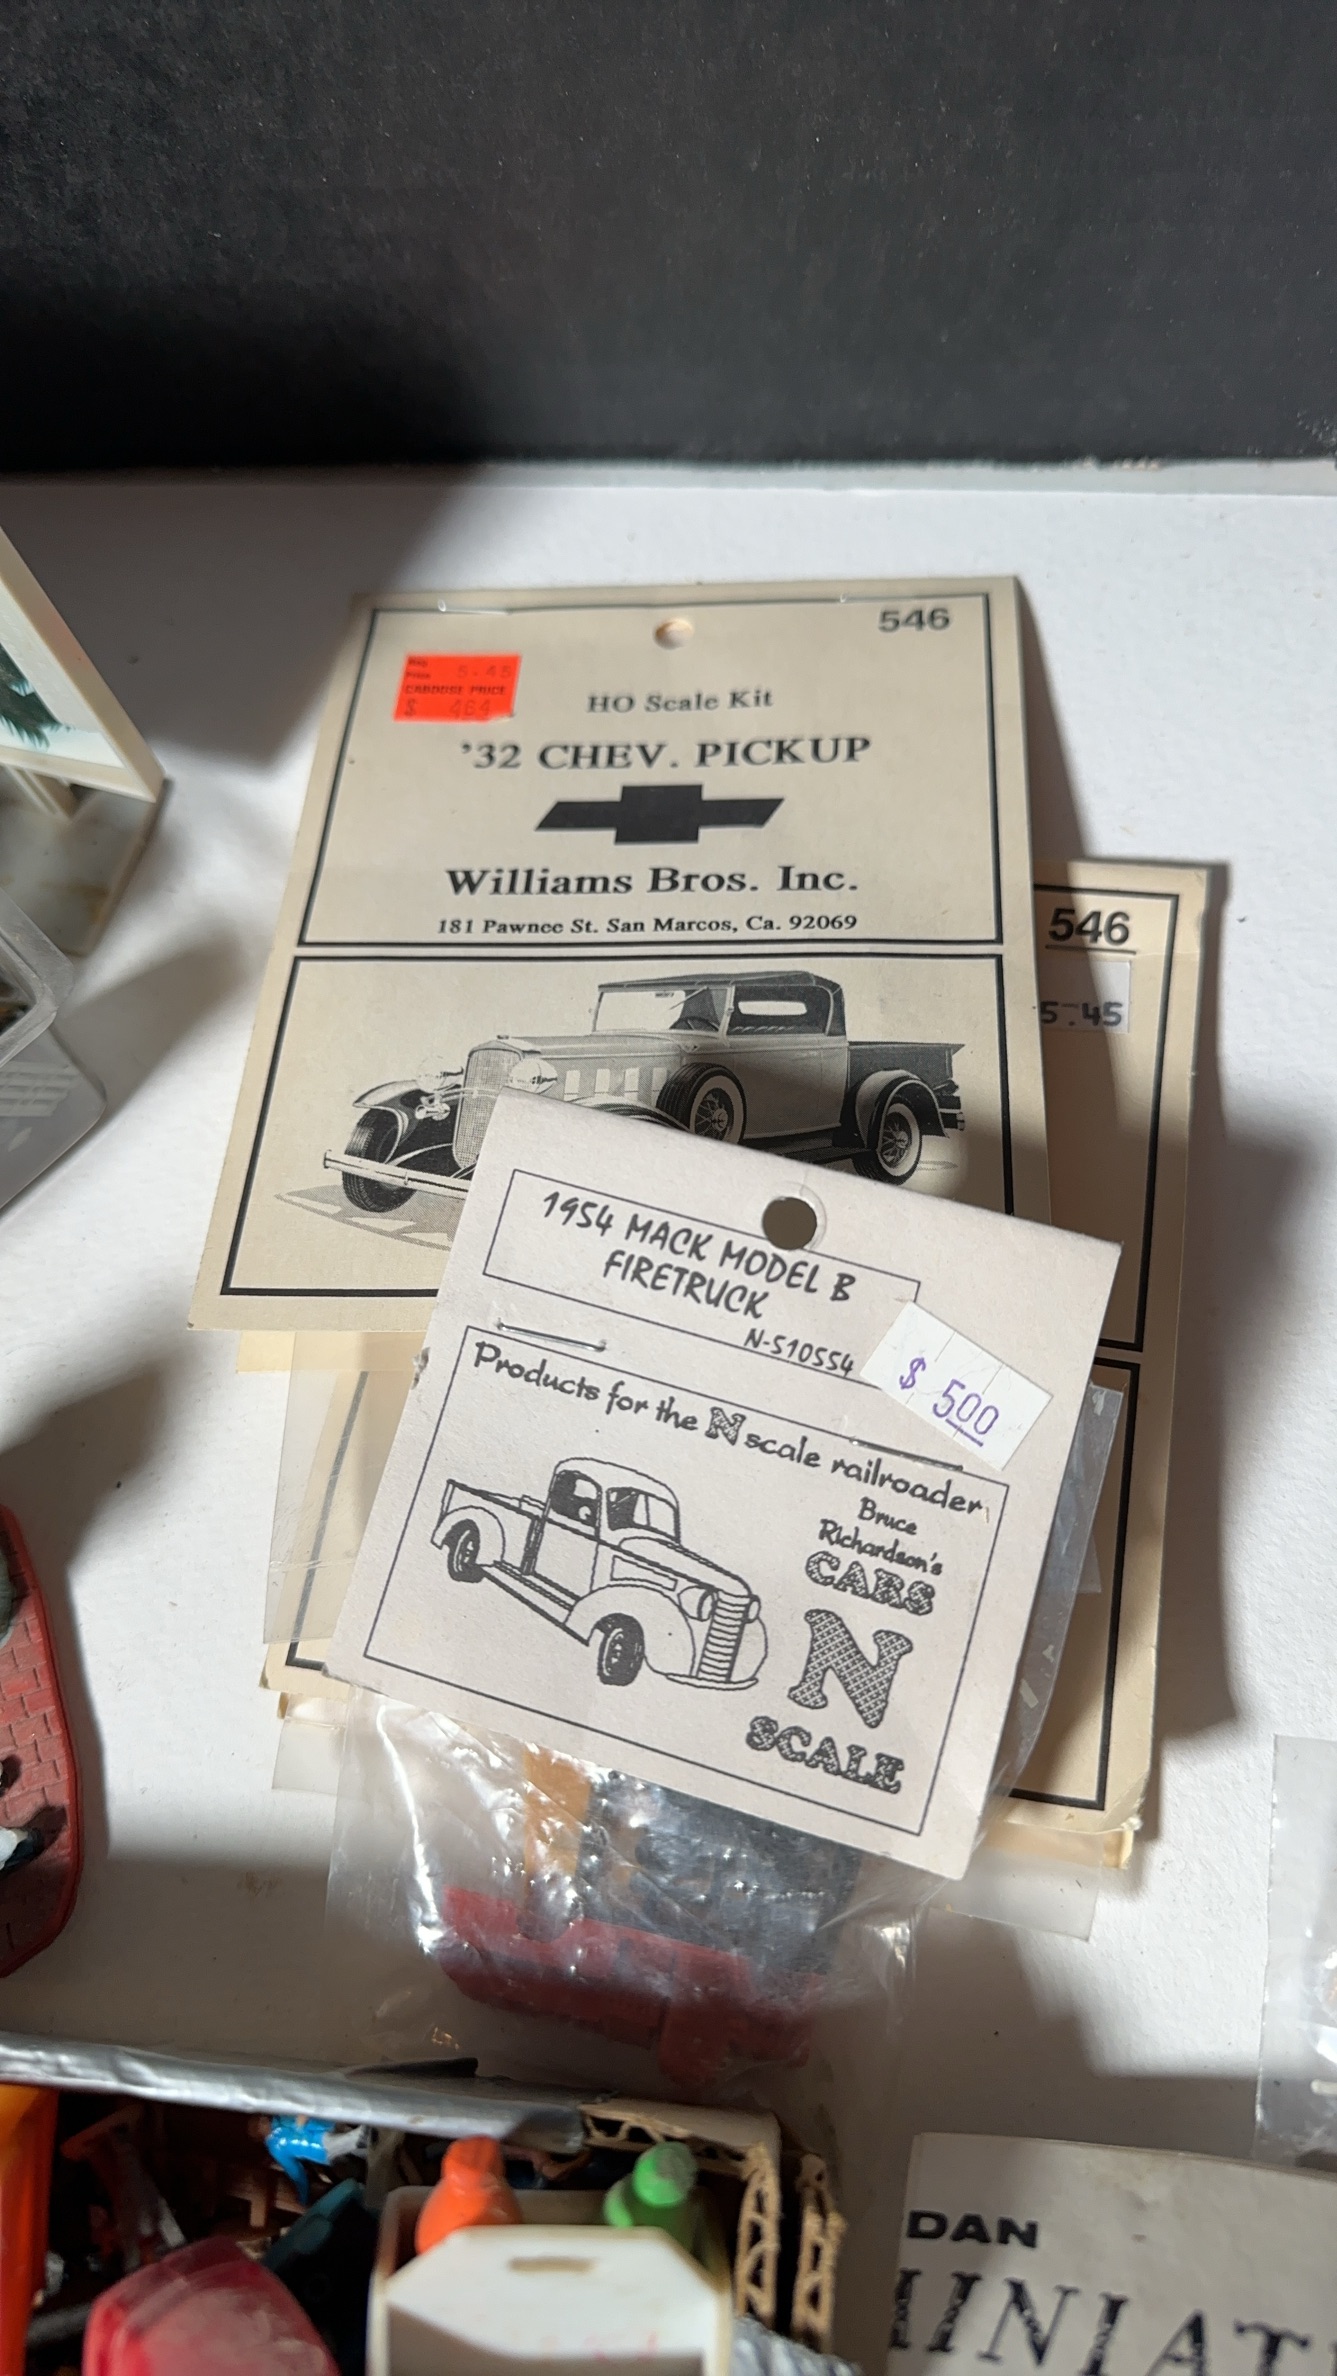 546
Mfg.
Price 5.45
CABOOSE PRICE
$ 464
HO Scale Kit
'32 CHEV. PICKUP
Williams Bros. Inc.
181 Pawnee St. San Marcos, Ca. 92069
546
5.45
1954 MACK MODEL B
FIRETRUCK
N-510554
$ 500
Products for the N scale railroader
Bruce
Richardson's
CARS
N
SCALE
DAN
INIAT